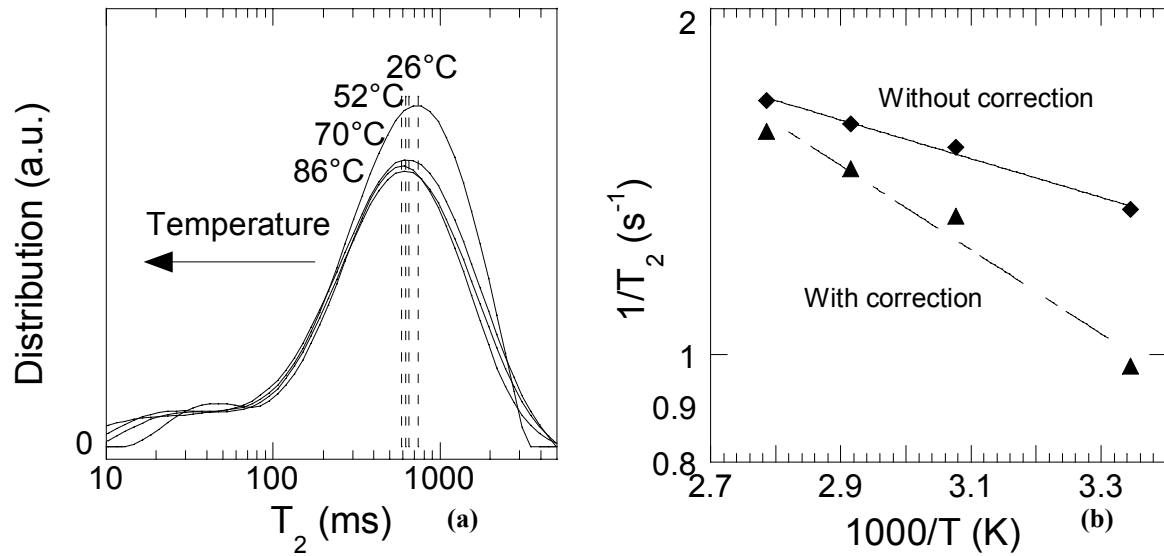 26°C
52°C
70°C
86°C
Temperature
Distribution (a.u.)
0
10
100
1000
T2 (ms)
(a)
2
Without correction
1/T2 (s-1)
With correction
1
0.9
0.8
2.7
2.9
3.1
3.3
1000/T (K)
(b)